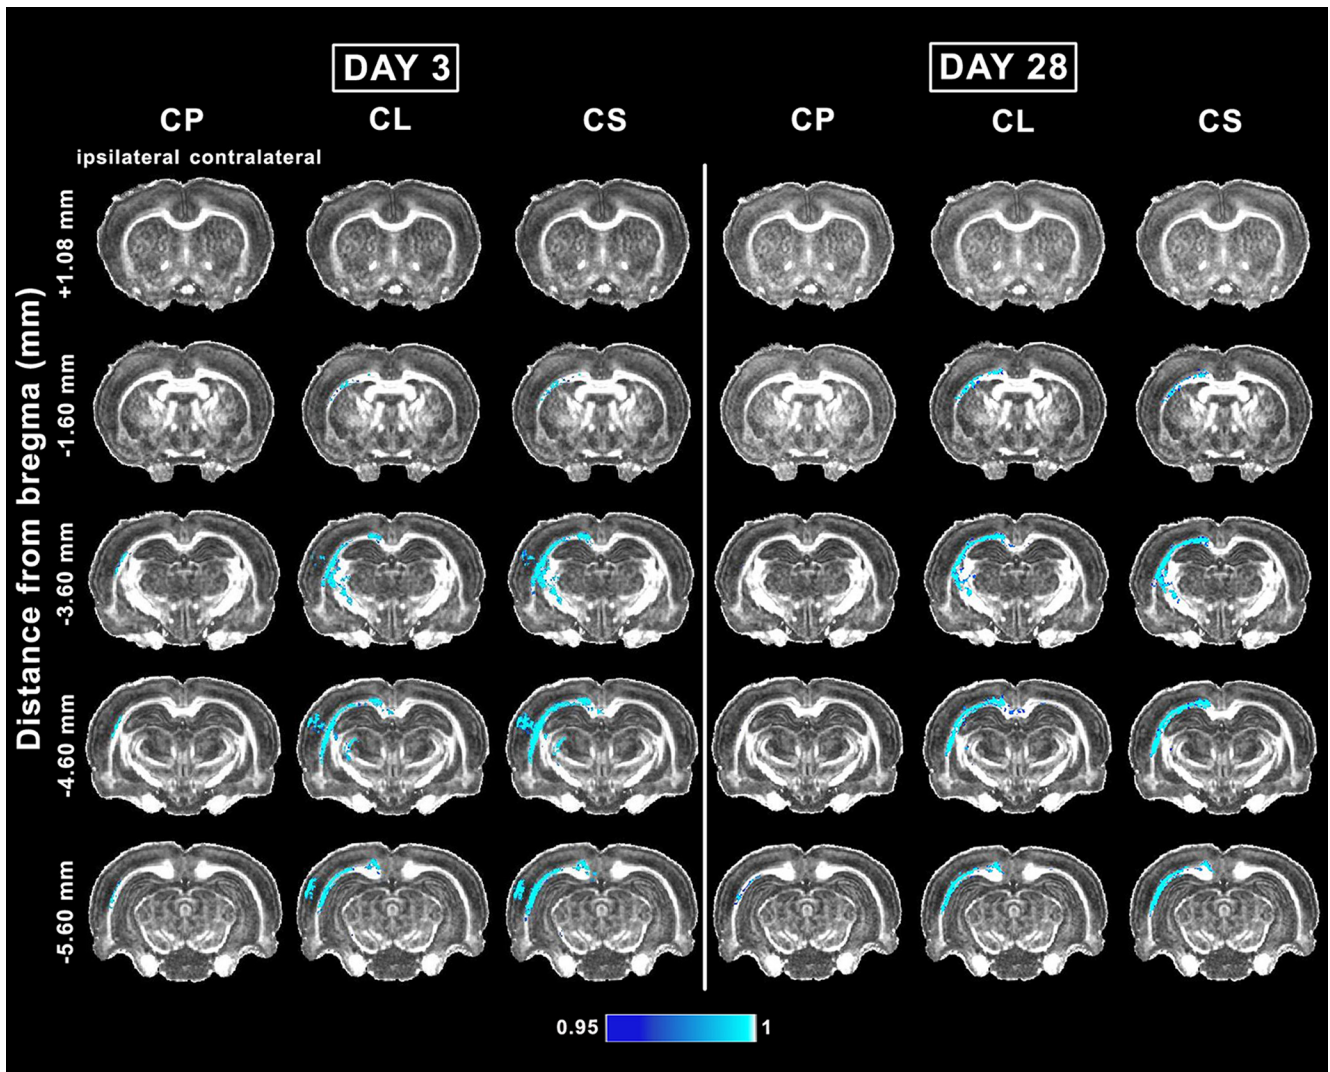 DAY 3
DAY 28
CP CL CS CP CL CS
ipsilateral contralateral
Distance from bregma (mm)
+1.08 mm
-1.60 mm
-3.60 mm
-4.60 mm
-5.60 mm
0.95 1